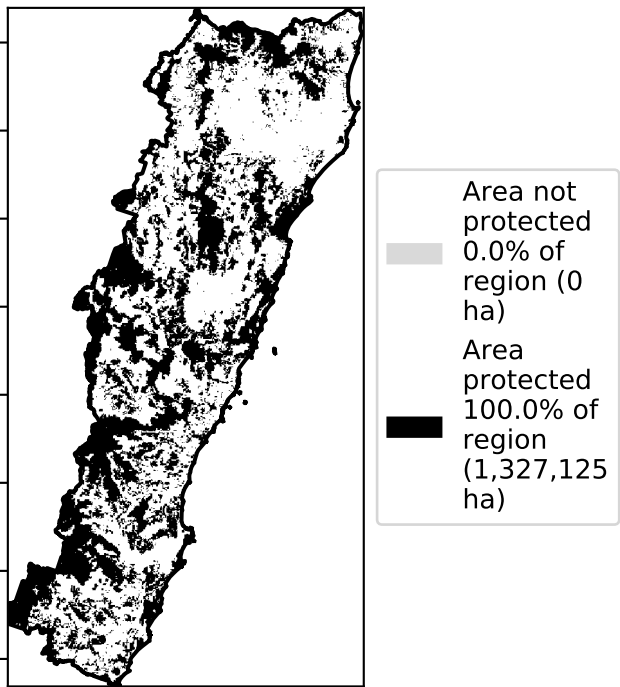 Area not
protected
0.0% of
region (0
ha)
Area
protected
100.0% of
region
(1,327,125
ha)